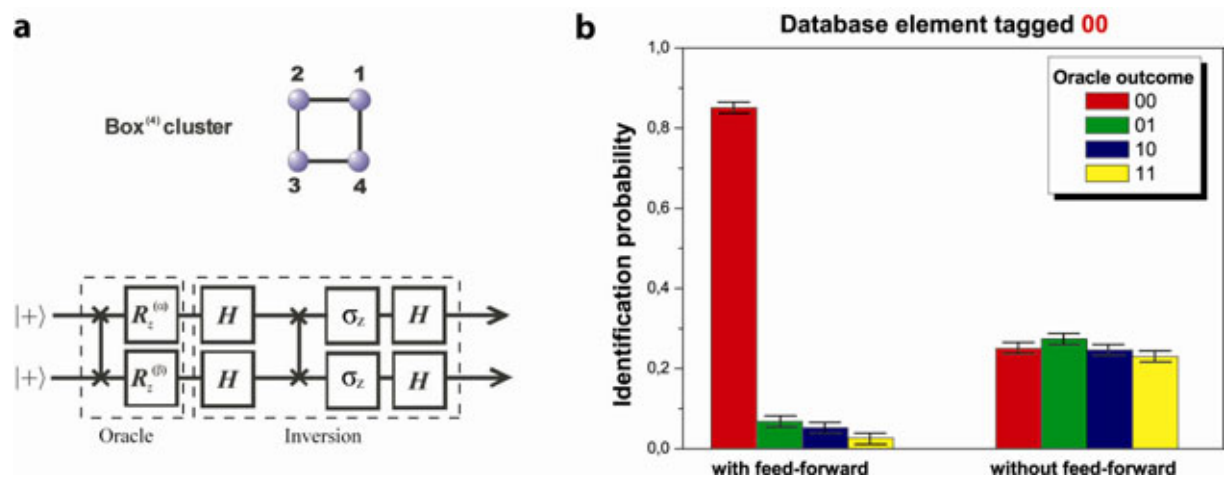 a
2 1
Box(4) cluster
3 4
|+⟩ R_z^(α) H σ_z H
|+⟩ R_z^(β) H σ_z H
Oracle Inversion
b
Database element tagged 00
Identification probability
1,0
0,8
0,6
0,4
0,2
0,0
Oracle outcome
00
01
10
11
with feed-forward without feed-forward